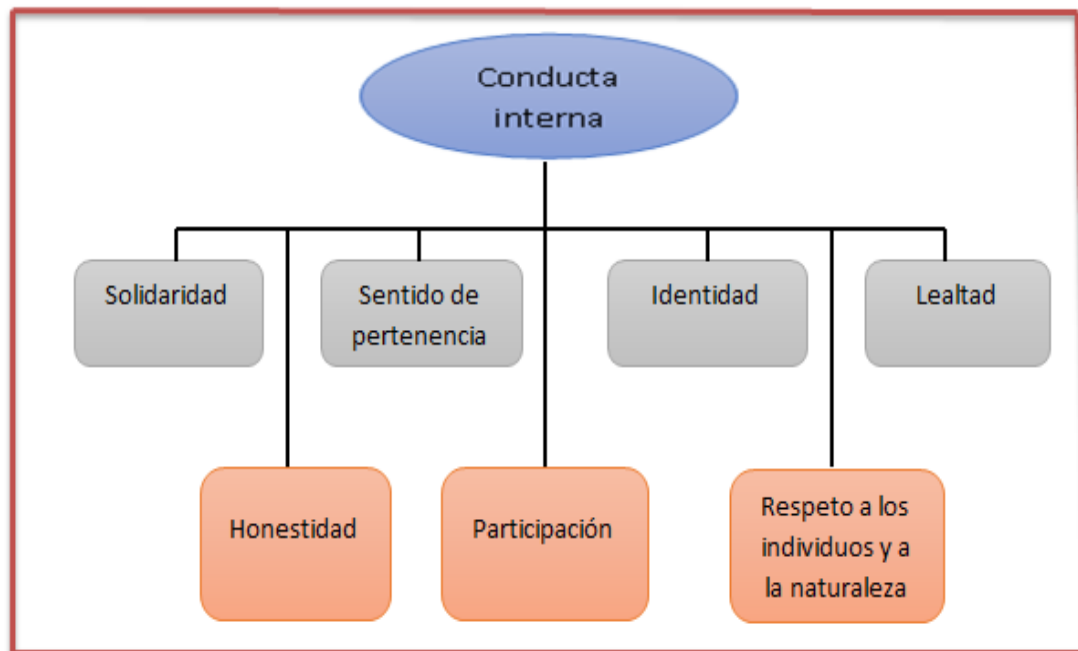 Conducta
interna
Solidaridad
Sentido de
pertenencia
Identidad
Lealtad
Honestidad
Participación
Respeto a los
individuos y a
la naturaleza